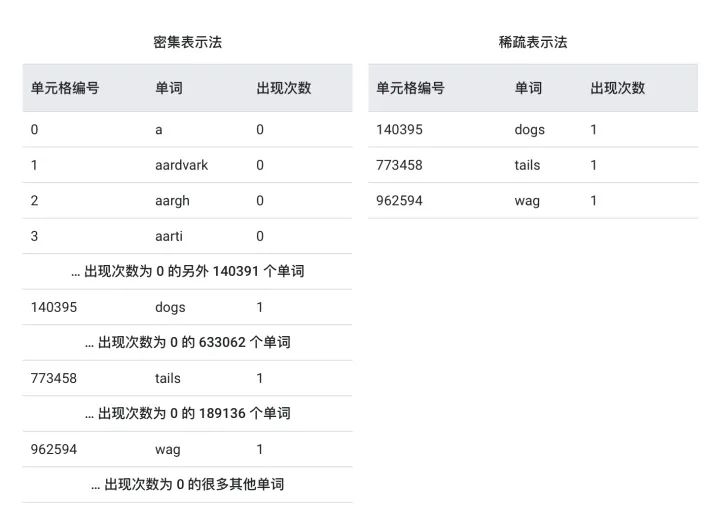 密集表示法
单元格编号 单词 出现次数
0 a 0
1 aardvark 0
2 aargh 0
3 aarti 0
... 出现次数为 0 的另外 140391 个单词
140395 dogs 1
... 出现次数为 0 的 633062 个单词
773458 tails 1
... 出现次数为 0 的 189136 个单词
962594 wag 1
... 出现次数为 0 的很多其他单词
稀疏表示法
单元格编号 单词 出现次数
140395 dogs 1
773458 tails 1
962594 wag 1